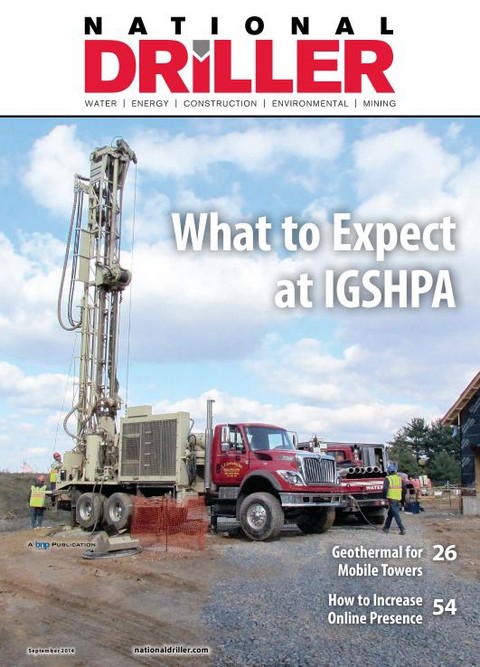 NATIONAL
DRiLLER
WATER | ENERGY | CONSTRUCTION | ENVIRONMENTAL | MINING
What to Expect
at IGSHPA
A bnp PUBLICATION
Geothermal for
Mobile Towers 26
How to Increase
Online Presence 54
September 2014
nationaldriller.com